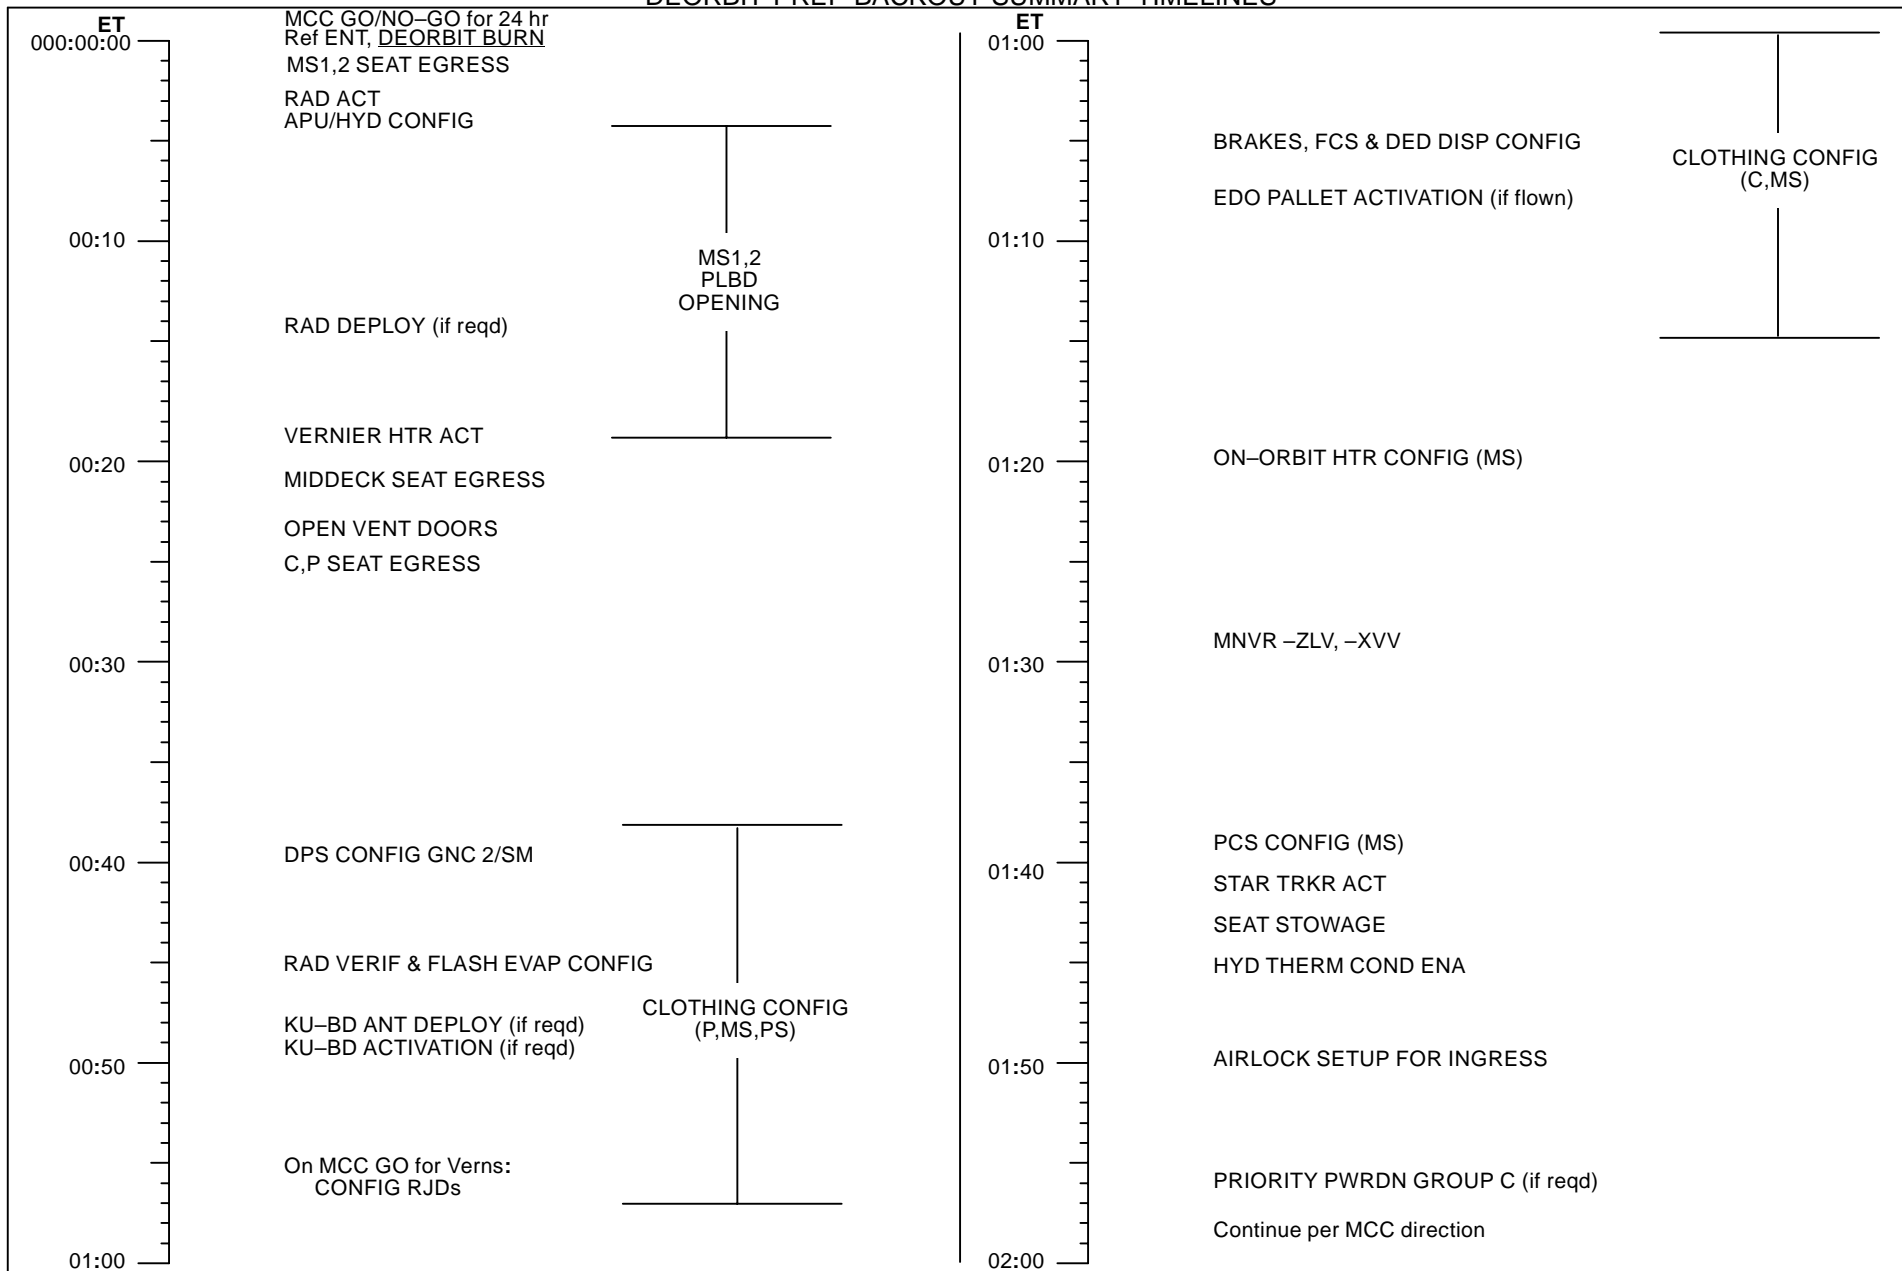 DEORBIT PREP BACKOUT SUMMARY TIMELINES
ET
000:00:00
MCC GO/NO–GO for 24 hr
Ref ENT, DEORBIT BURN
MS1,2 SEAT EGRESS
RAD ACT
APU/HYD CONFIG
00:10
MS1,2
PLBD
OPENING
RAD DEPLOY (if reqd)
VERNIER HTR ACT
00:20
MIDDECK SEAT EGRESS
OPEN VENT DOORS
C,P SEAT EGRESS
00:30
DPS CONFIG GNC 2/SM
00:40
RAD VERIF & FLASH EVAP CONFIG
CLOTHING CONFIG
(P,MS,PS)
KU–BD ANT DEPLOY (if reqd)
KU–BD ACTIVATION (if reqd)
00:50
On MCC GO for Verns:
CONFIG RJDs
01:00
ET
01:00
BRAKES, FCS & DED DISP CONFIG
CLOTHING CONFIG
(C,MS)
EDO PALLET ACTIVATION (if flown)
01:10
01:20
ON–ORBIT HTR CONFIG (MS)
MNVR –ZLV, –XVV
01:30
PCS CONFIG (MS)
01:40
STAR TRKR ACT
SEAT STOWAGE
HYD THERM COND ENA
01:50
AIRLOCK SETUP FOR INGRESS
PRIORITY PWRDN GROUP C (if reqd)
Continue per MCC direction
02:00